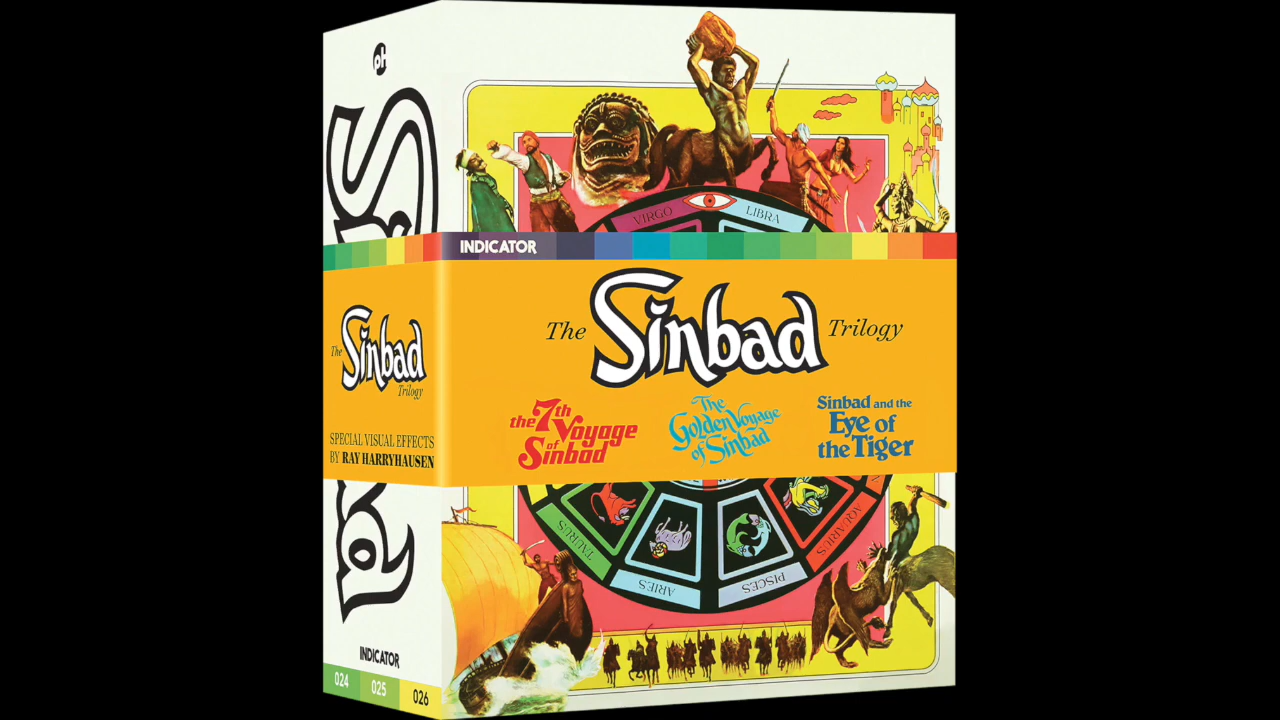 ph
Sin
VIRGO
LIBRA
INDICATOR
The Sinbad Trilogy
the 7th Voyage of Sinbad
The Golden Voyage of Sinbad
Sinbad and the Eye of the Tiger
The
Sinbad
Trilogy
SPECIAL VISUAL EFFECTS
BY RAY HARRYHAUSEN
TAURUS
ARIES
PISCES
AQUARIUS
ad
INDICATOR
024
025
026